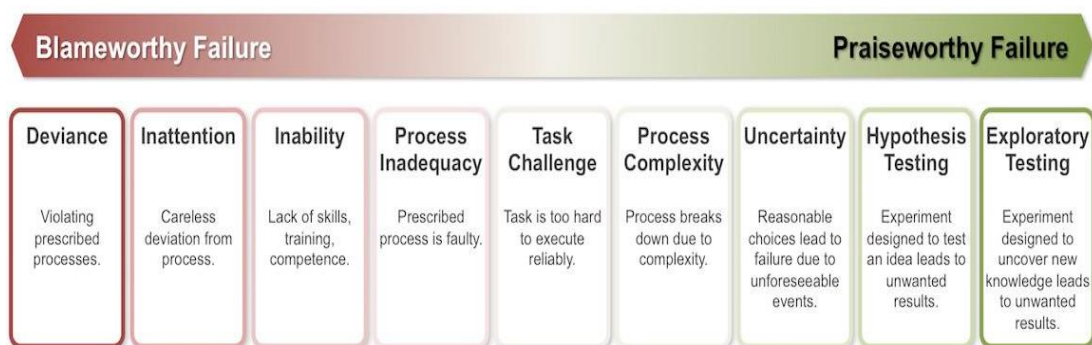 Blameworthy Failure
Praiseworthy Failure
Deviance
Violating
prescribed
processes.
Inattention
Careless
deviation from
process.
Inability
Lack of skills,
training,
competence.
Process
Inadequacy
Prescribed
process is faulty.
Task
Challenge
Task is too hard
to execute
reliably.
Process
Complexity
Process breaks
down due to
complexity.
Uncertainty
Reasonable
choices lead to
failure due to
unforeseeable
events.
Hypothesis
Testing
Experiment
designed to test
an idea leads to
unwanted
results.
Exploratory
Testing
Experiment
designed to
uncover new
knowledge leads
to unwanted
results.